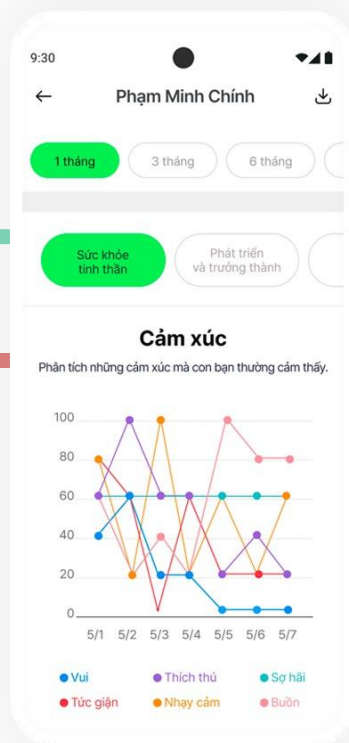 9:30
Phạm Minh Chính
1 tháng
3 tháng
6 tháng
Sức khỏe
tinh thần
Phát triển
và trưởng thành
Cảm xúc
Phân tích những cảm xúc mà con bạn thường cảm thấy.
100
80
60
40
20
0
5/1 5/2 5/3 5/4 5/5 5/6 5/7
Vui
Thích thú
Sợ hãi
Tức giận
Nhạy cảm
Buồn